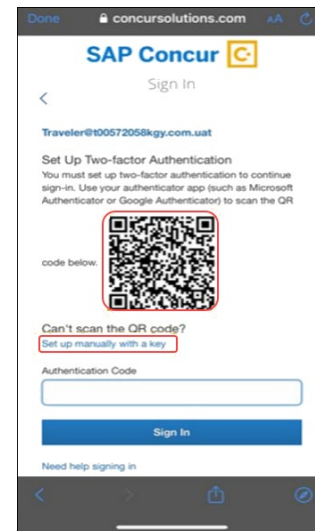 Done
concursolutions.com
AA
SAP Concur C.
Sign In
Traveler@t00572058kgy.com.uat
Set Up Two-factor Authentication
You must set up two-factor authentication to continue
sign-in. Use your authenticator app (such as Microsoft
Authenticator or Google Authenticator) to scan the QR
code below.
Can't scan the QR code?
Set up manually with a key
Authentication Code
Sign In
Need help signing in